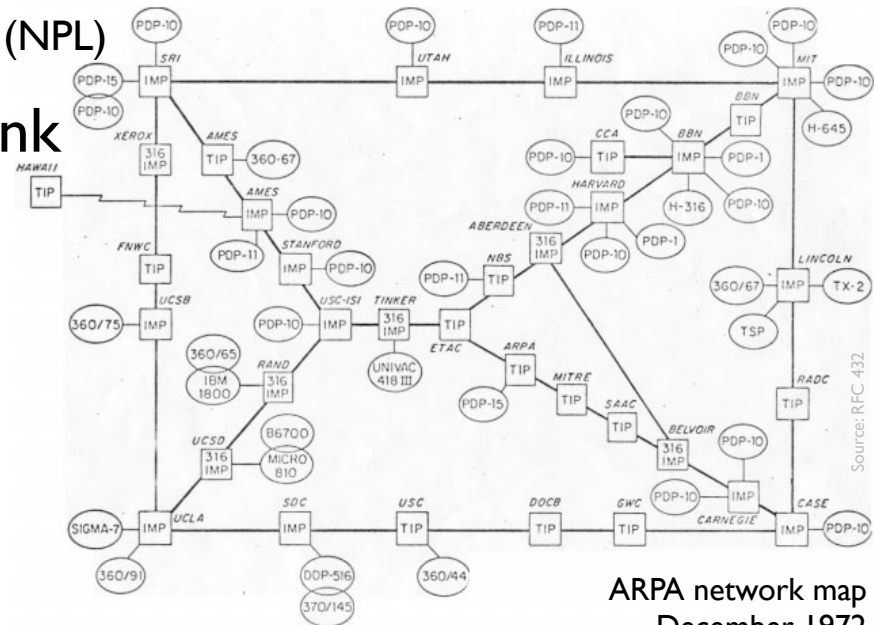 (NPL)
nk
PDP-10
PDP-10
PDP-11
PDP-10
PDP-10
SRI
UTAH
ILLINOIS
MIT
PDP-15
IMP
IMP
IMP
IMP
PDP-10
PDP-10
BBN
TIP
H-645
XEROX
316
IMP
AMES
TIP
360-67
PDP-10
CCA
TIP
PDP-10
BBN
IMP
PDP-1
H-316
PDP-10
HAWAII
TIP
AMES
IMP
PDP-10
PDP-11
HARVARD
PDP-11
IMP
PDP-10
PDP-1
STANFORD
IMP
PDP-10
ABERDEEN
316
IMP
FNWC
TIP
NBS
PDP-11
TIP
LINCOLN
360/67
IMP
TX-2
TSP
UCSB
360/75
IMP
USC-ISI
PDP-10
IMP
TINKER
316
IMP
UNIVAC
418 III
TIP
ETAC
360/65
IBM
1800
RAND
316
IMP
ARPA
TIP
PDP-15
MITRE
TIP
SAAC
TIP
BELVOIR
316
IMP
RADC
TIP
Source: RFC 432
UCSD
316
IMP
B6700
MICRO
810
PDP-10
PDP-10
IMP
CARNEGIE
SIGMA-7
IMP
UCLA
360/91
SDC
IMP
DDP-516
370/145
USC
TIP
360/44
DOCB
TIP
GWC
TIP
CASE
IMP
PDP-10
ARPA network map
December 1972